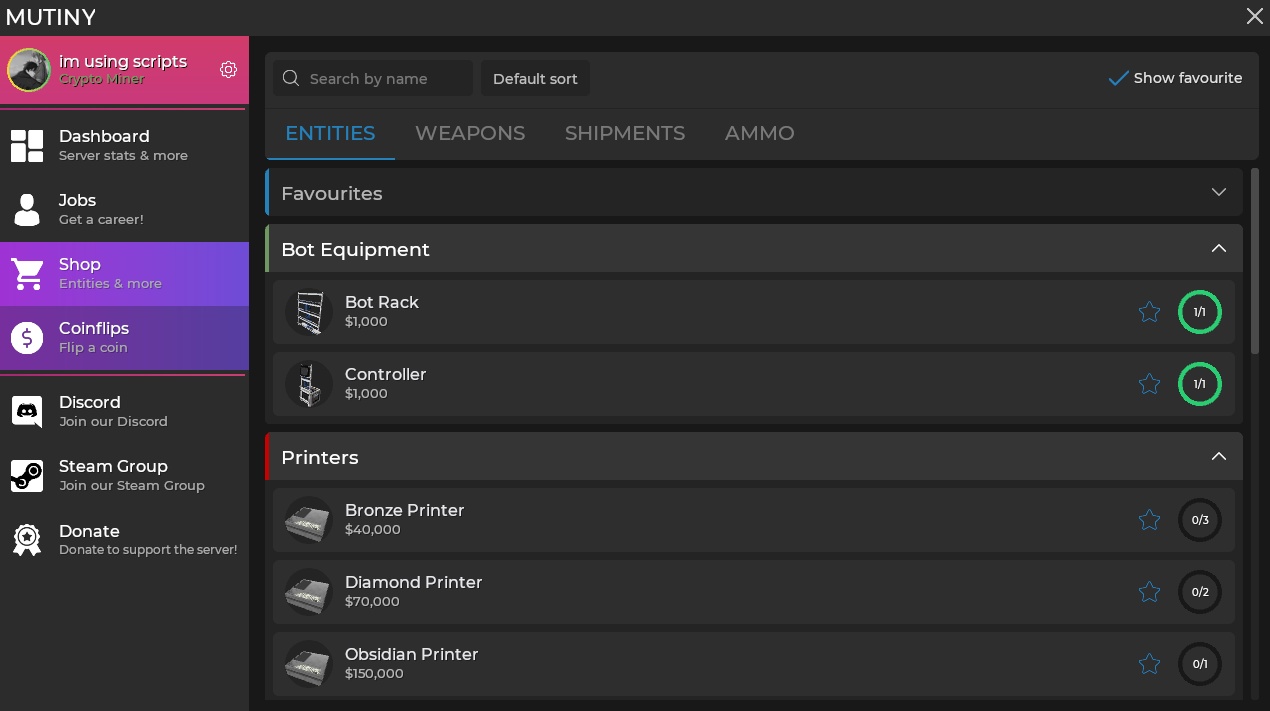 MUTINY
im using scripts
Crypto Miner
Dashboard
Server stats & more
Jobs
Get a career!
Shop
Entities & more
Coinflips
Flip a coin
Discord
Join our Discord
Steam Group
Join our Steam Group
Donate
Donate to support the server!
Search by name
Default sort
Show favourite
ENTITIES WEAPONS SHIPMENTS AMMO
Favourites
Bot Equipment
Bot Rack
$1,000
1/1
Controller
$1,000
1/1
Printers
Bronze Printer
$40,000
0/3
Diamond Printer
$70,000
0/2
Obsidian Printer
$150,000
0/1